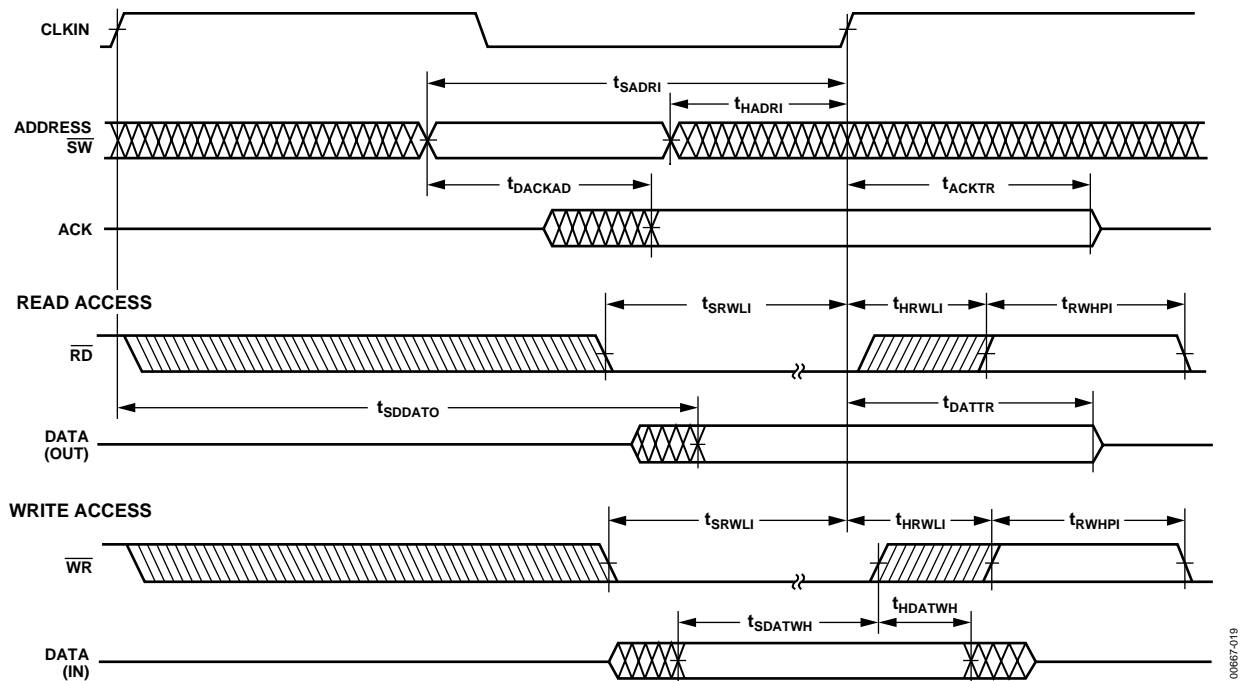 CLKIN
tSADRI
tHADRI
ADDRESS
SW
tDACKAD
tACKTR
ACK
READ ACCESS
tSRWLI
tHRWLI
tRWHPI
RD
tSDDATO
tDATTR
DATA
(OUT)
WRITE ACCESS
tSRWLI
tHRWLI
tRWHPI
WR
tSDATWH
tHDATWH
DATA
(IN)
00667-019